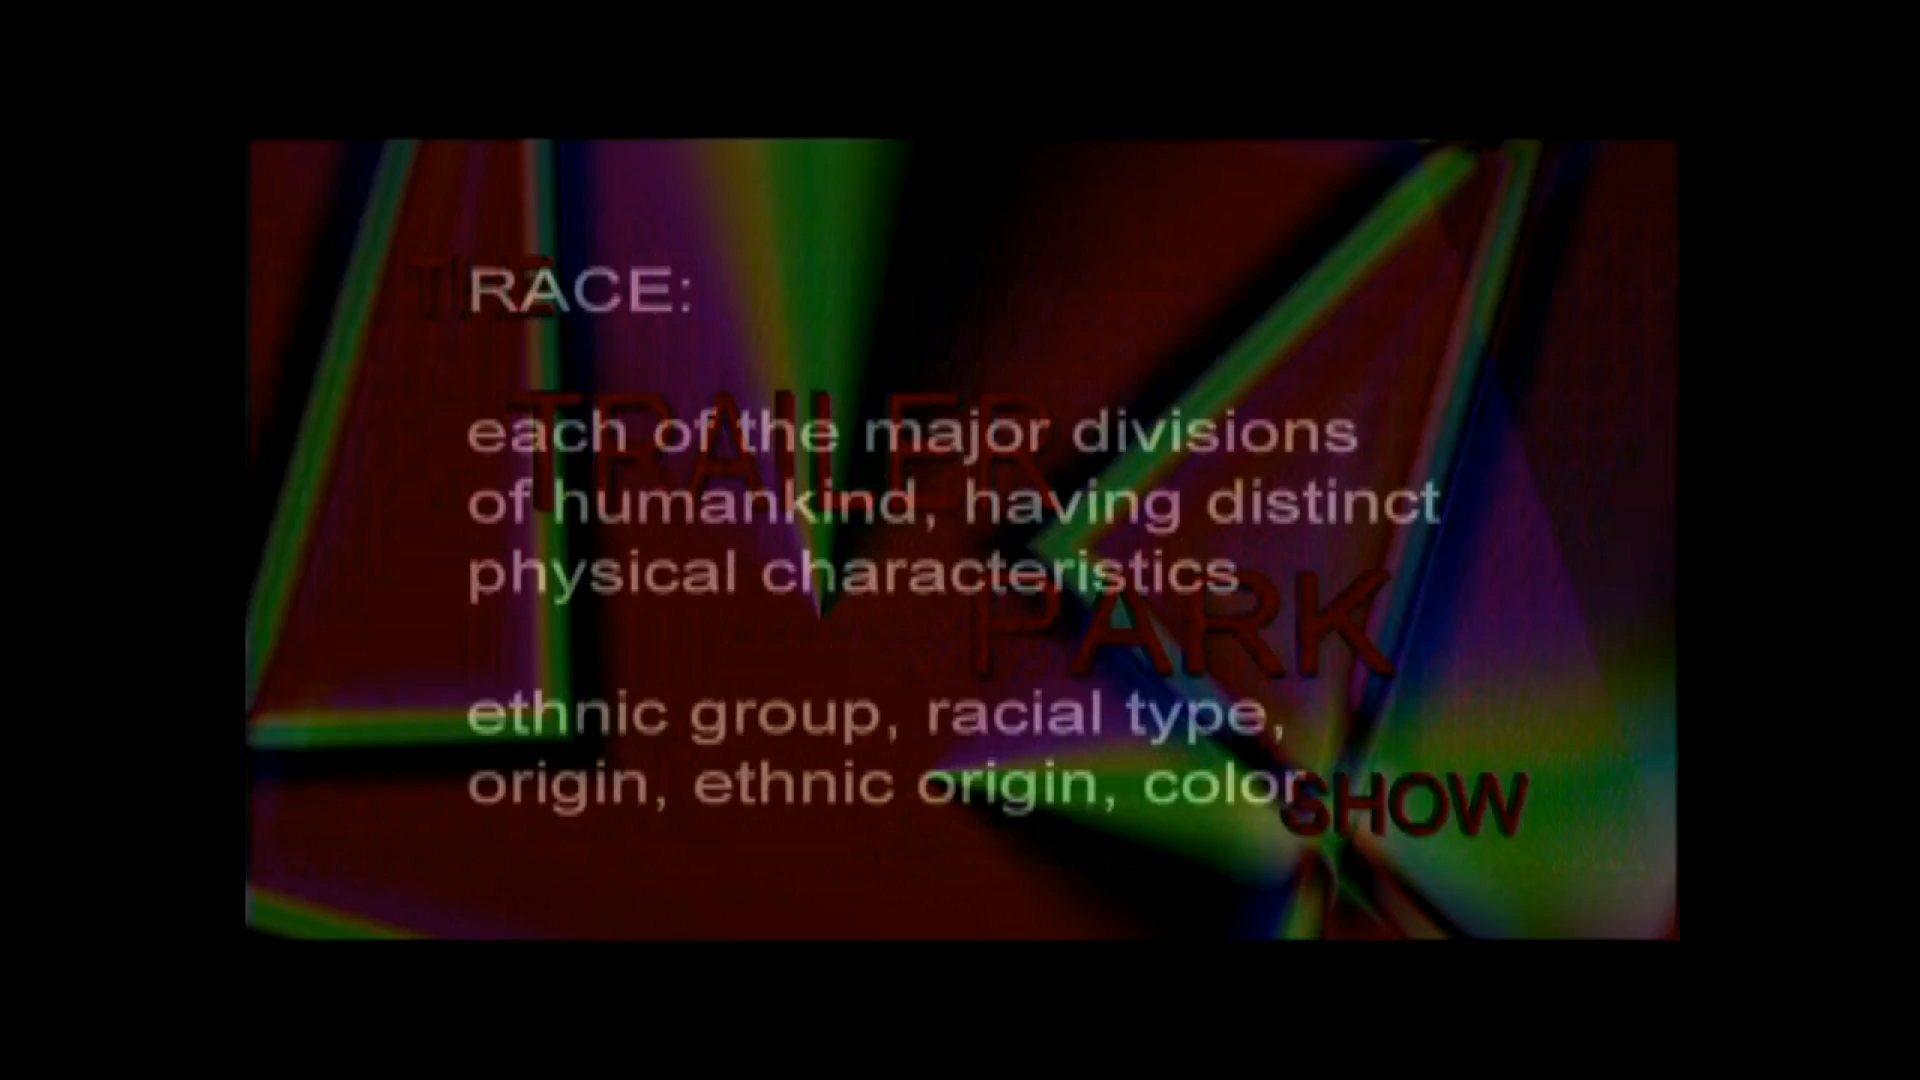 THE
RACE:
TRAILER
each of the major divisions
of humankind, having distinct
physical characteristics
PARK
ethnic group, racial type,
origin, ethnic origin, color
SHOW